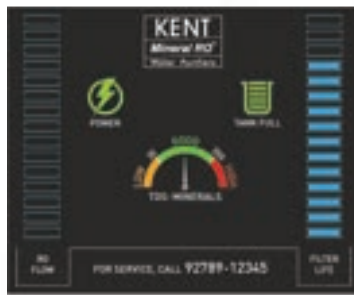 KENT
Mineral RO
Water Purifiers
POWER
TANK FULL
GOOD
LOW
TDS: MINERALS
RO
FLOW
FOR SERVICE, CALL 92789-12345
FILTER
LIFE